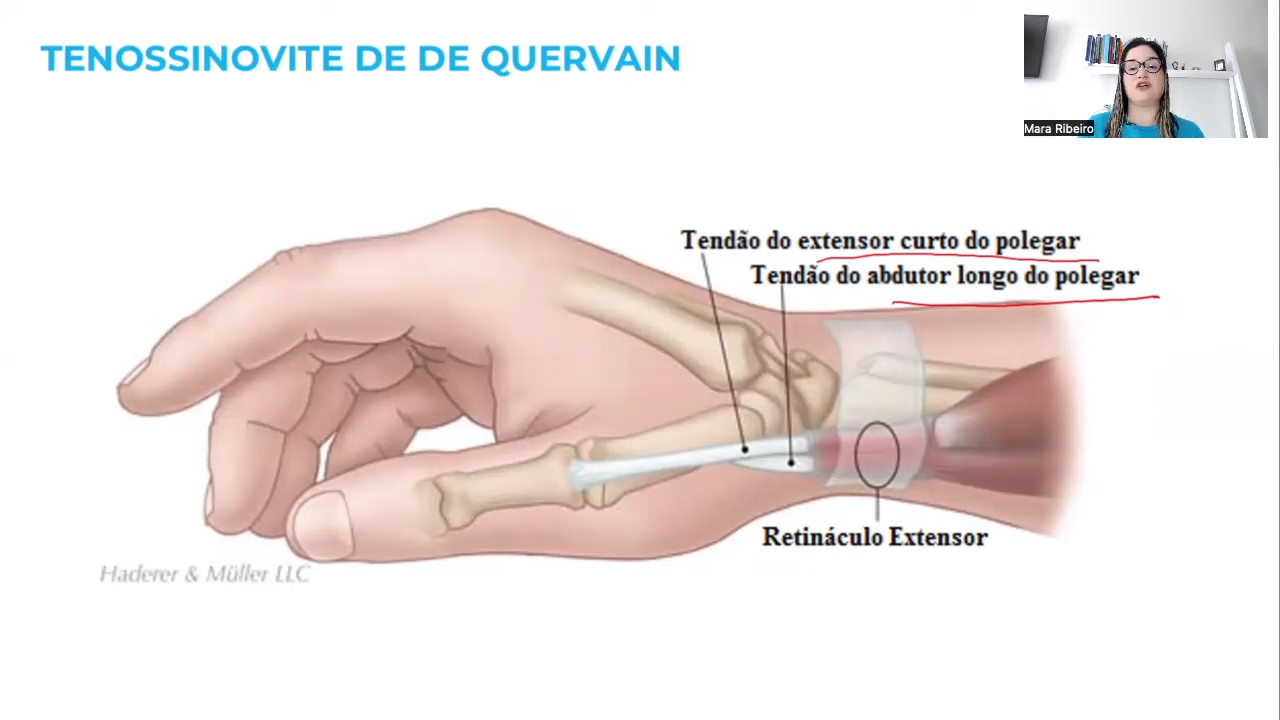 TENOSSINOVITE DE DE QUERVAIN
Mara Ribeiro
Tendão do extensor curto do polegar
Tendão do abdutor longo do polegar
Retináculo Extensor
Haderer & Müller LLC